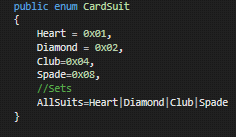 public enum CardSuit
{
Heart = 0x01,
Diamond = 0x02,
Club=0x04,
Spade=0x08,
//Sets
AllSuits=Heart|Diamond|Club|Spade
}